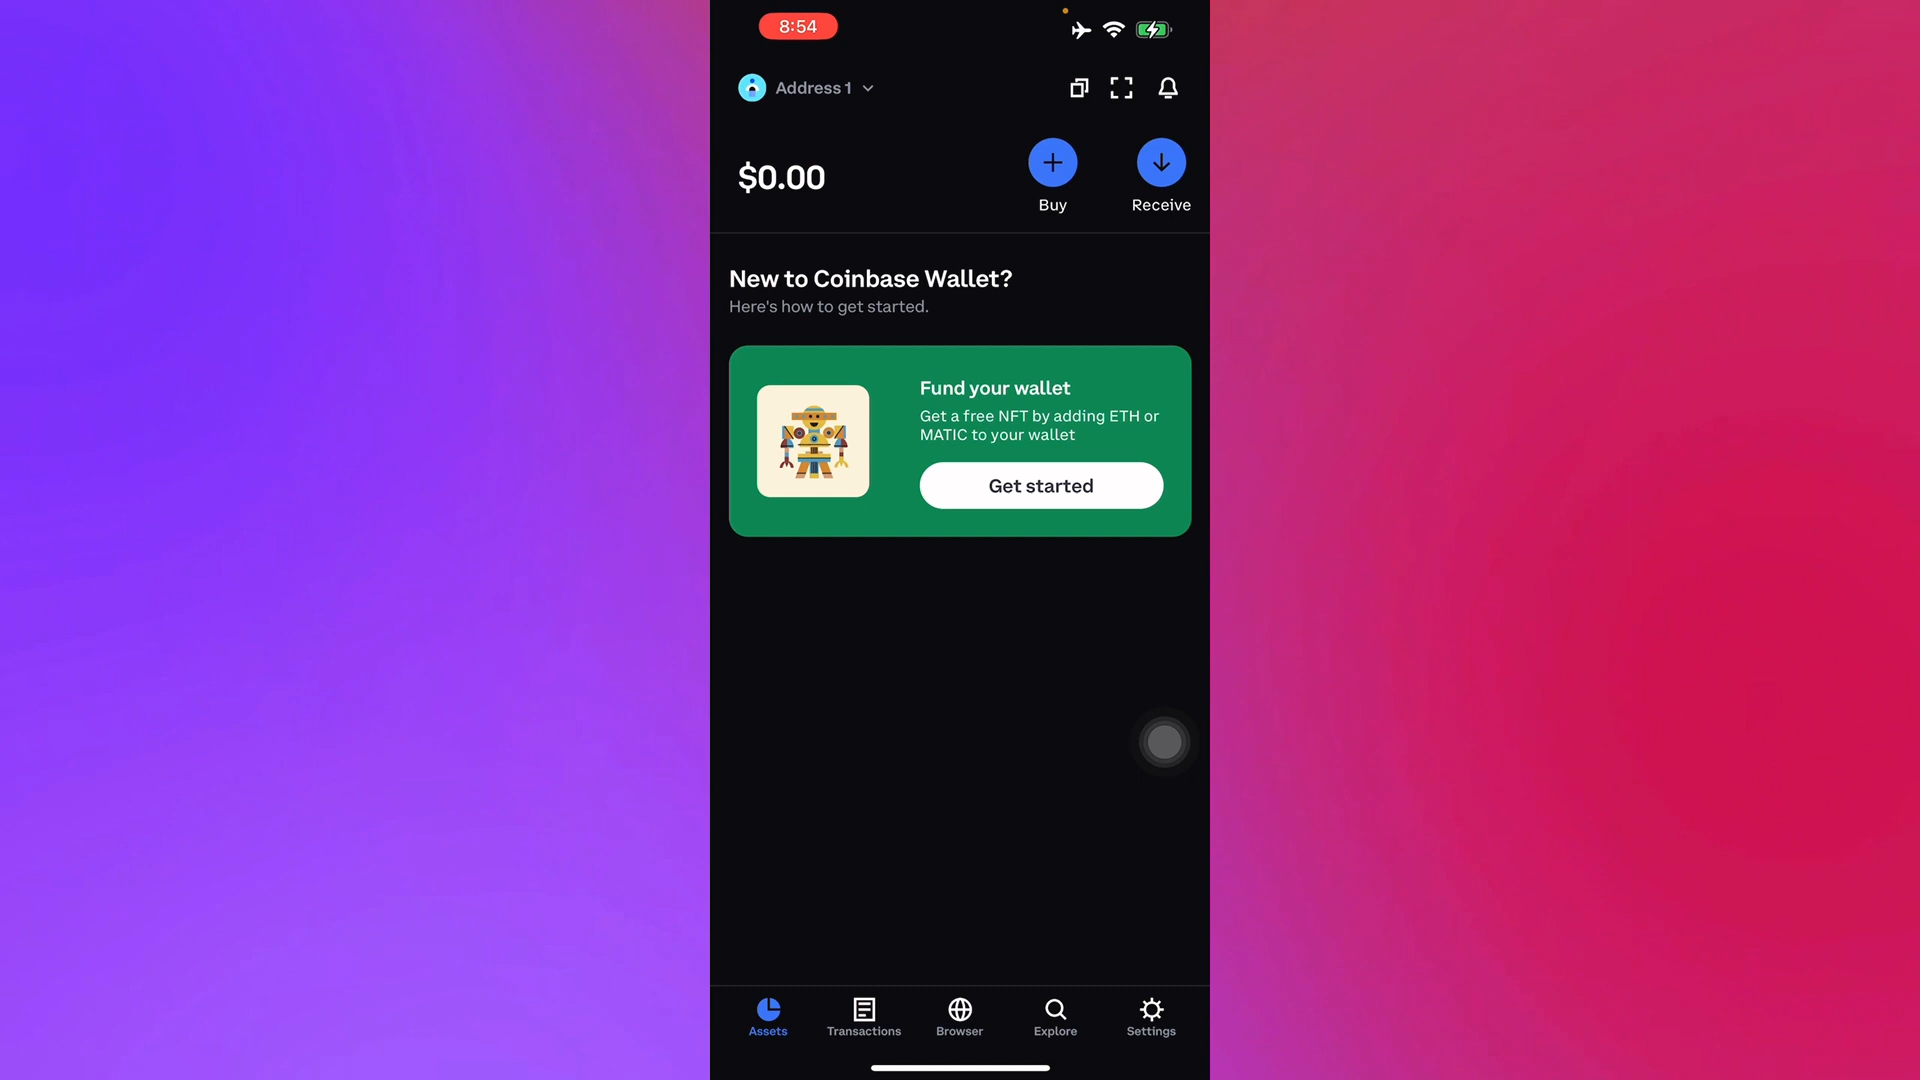 8:54
Address 1
$0.00
Buy
Receive
New to Coinbase Wallet?
Here's how to get started.
Fund your wallet
Get a free NFT by adding ETH or
MATIC to your wallet
Get started
Assets
Transactions
Browser
Explore
Settings